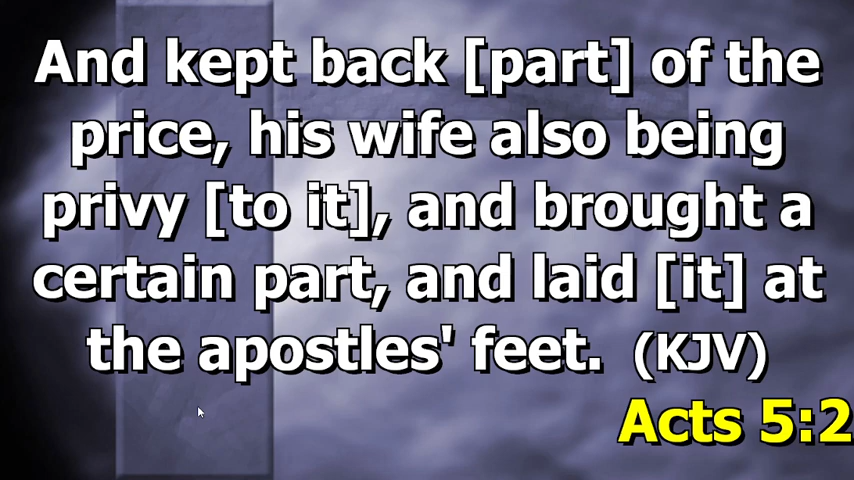 And kept back [part] of the
price, his wife also being
privy [to it], and brought a
certain part, and laid [it] at
the apostles' feet. (KJV)
Acts 5:2